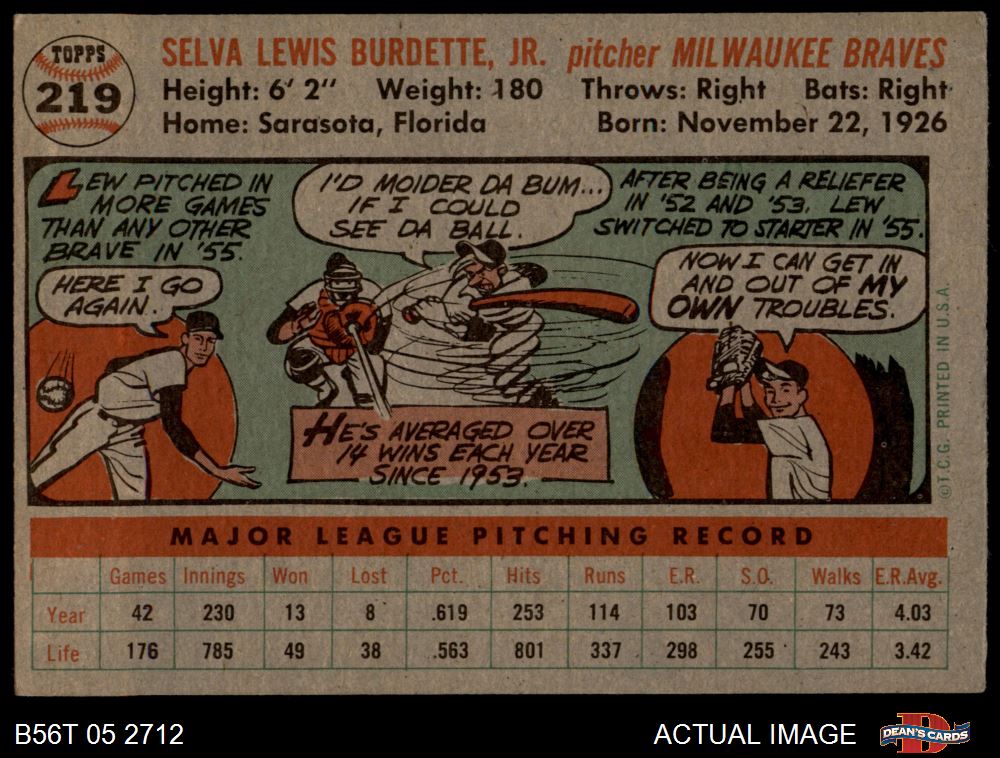 TOPPS
219
SELVA LEWIS BURDETTE, JR. pitcher MILWAUKEE BRAVES
Height: 6' 2" Weight: 180 Throws: Right Bats: Right
Home: Sarasota, Florida Born: November 22, 1926
LEW PITCHED IN
MORE GAMES
THAN ANY OTHER
BRAVE IN '55.
HERE I GO
AGAIN.
I'D MOIDER DA BUM...
IF I COULD
SEE DA BALL.
HE'S AVERAGED OVER
14 WINS EACH YEAR
SINCE 1953.
AFTER BEING A RELIEFER
IN '52 AND '53, LEW
SWITCHED TO STARTER IN '55.
NOW I CAN GET IN
AND OUT OF MY
OWN TROUBLES.
©T.C.G. PRINTED IN U.S.A.
MAJOR LEAGUE PITCHING RECORD
Games Innings Won Lost Pct. Hits Runs E.R. S.O. Walks E.R.Avg.
Year 42 230 13 8 .619 253 114 103 70 73 4.03
Life 176 785 49 38 .563 801 337 298 255 243 3.42
B56T 05 2712 ACTUAL IMAGE DEAN'S CARDS